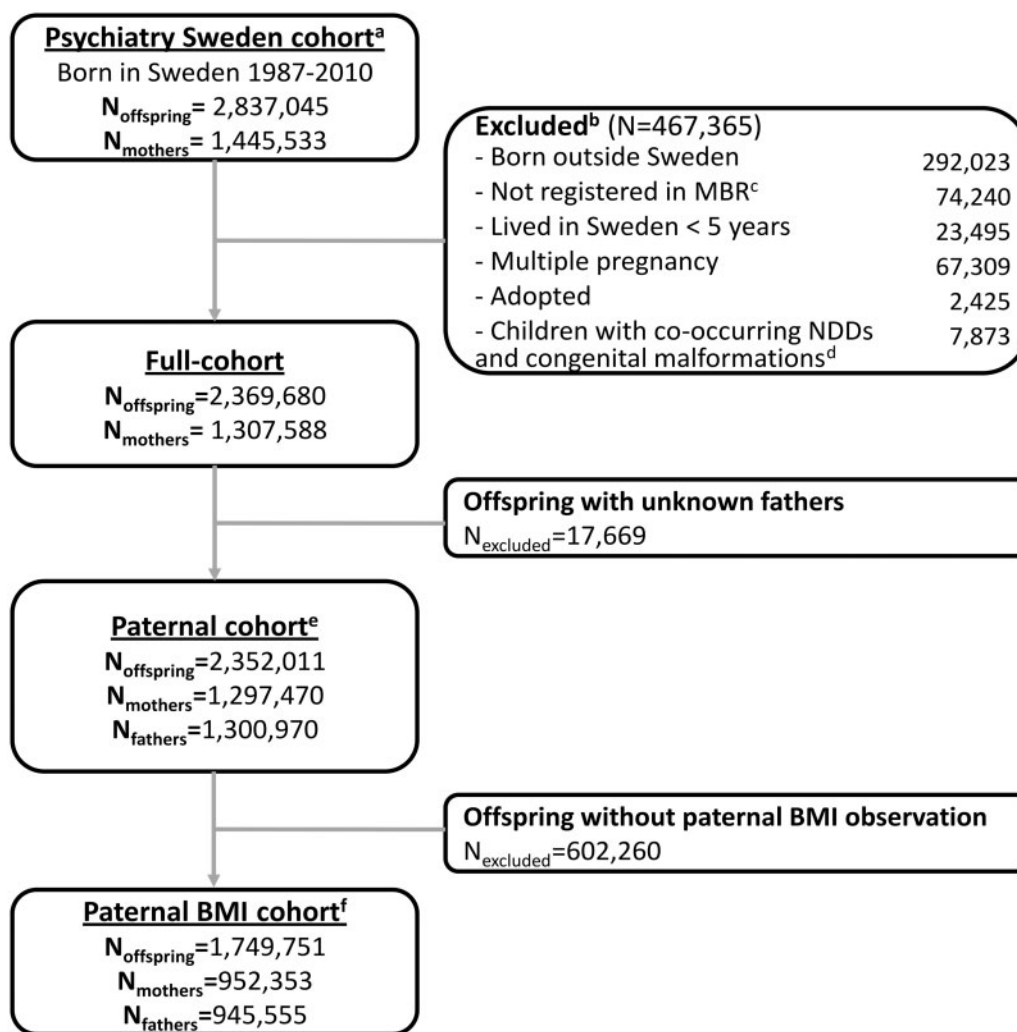 Psychiatry Sweden cohortᵃ
Born in Sweden 1987-2010
Noffspring= 2,837,045
Nmothers= 1,445,533
Excludedᵇ (N=467,365)
- Born outside Sweden 292,023
- Not registered in MBRᶜ 74,240
- Lived in Sweden < 5 years 23,495
- Multiple pregnancy 67,309
- Adopted 2,425
- Children with co-occurring NDDs 7,873
and congenital malformationsᵈ
Full-cohort
Noffspring=2,369,680
Nmothers= 1,307,588
Offspring with unknown fathers
Nexcluded=17,669
Paternal cohortᵉ
Noffspring=2,352,011
Nmothers=1,297,470
Nfathers=1,300,970
Offspring without paternal BMI observation
Nexcluded=602,260
Paternal BMI cohortᶠ
Noffspring=1,749,751
Nmothers=952,353
Nfathers=945,555